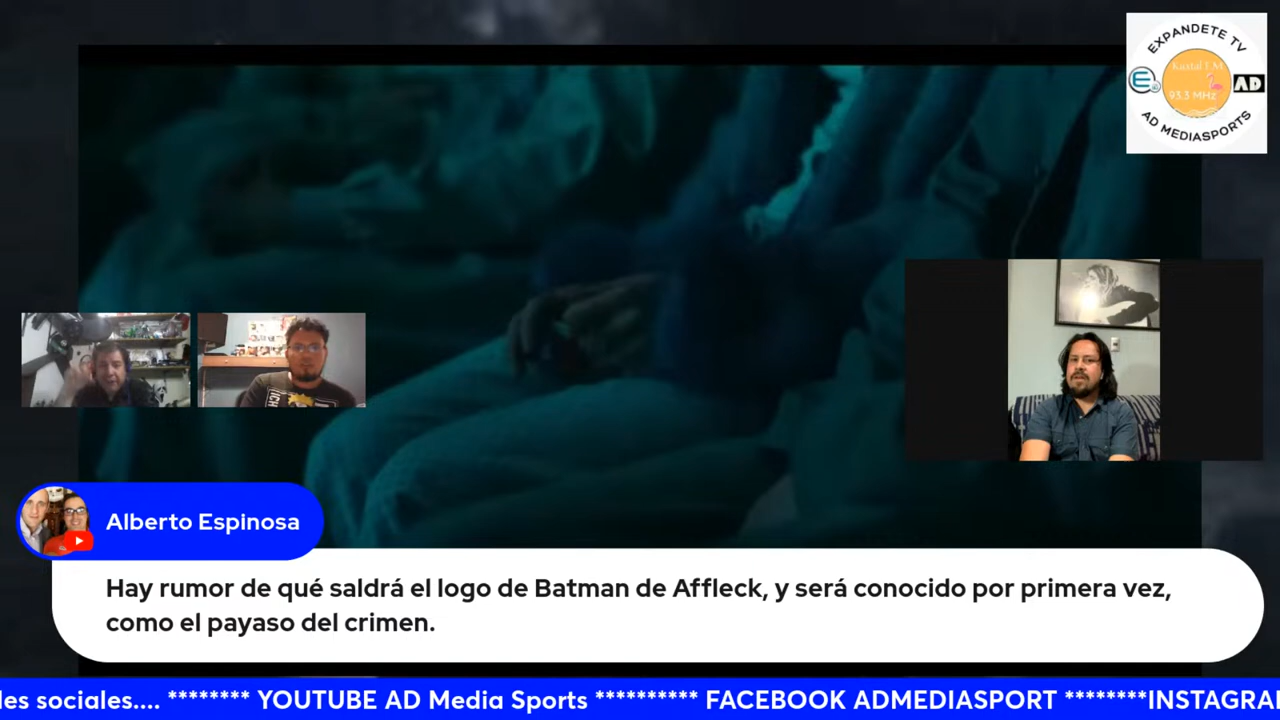 EXPANDETE TV
Kaxtal F.M
93.3 MHz
AD
AD MEDIASPORTS
Alberto Espinosa
Hay rumor de qué saldrá el logo de Batman de Affleck, y será conocido por primera vez,
como el payaso del crimen.
les sociales.... ******** YOUTUBE AD Media Sports ********** FACEBOOK ADMEDIASPORT ********INSTAGRA